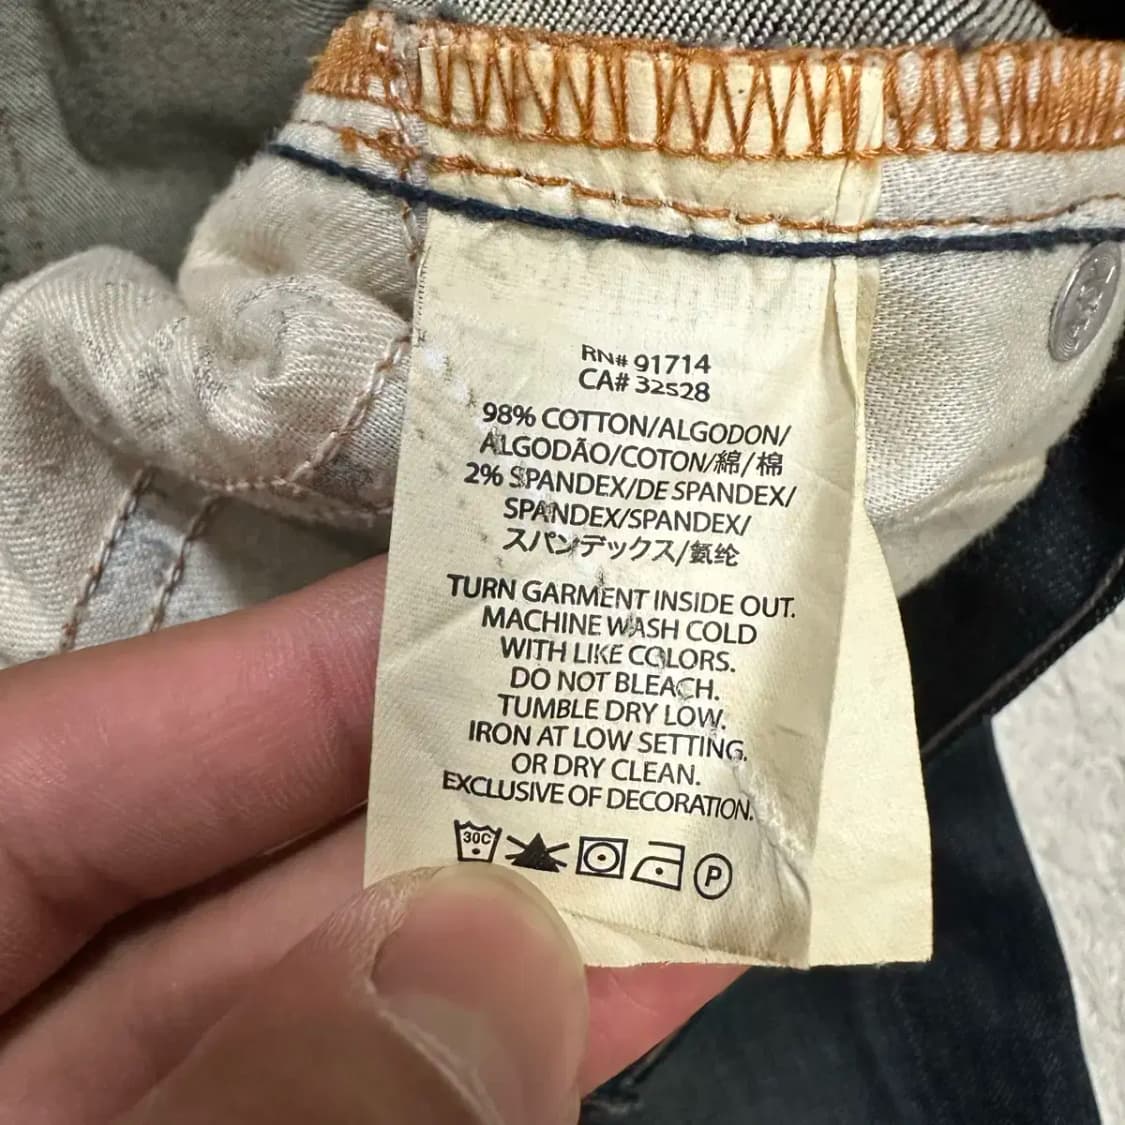 RN# 91714
CA# 32528
98% COTTON/ALGODON/
ALGODÃO/COTON/綿/棉
2% SPANDEX/DE SPANDEX/
SPANDEX/SPANDEX/
スパンデックス/氨纶
TURN GARMENT INSIDE OUT.
MACHINE WASH COLD
WITH LIKE COLORS.
DO NOT BLEACH.
TUMBLE DRY LOW.
IRON AT LOW SETTING.
OR DRY CLEAN.
EXCLUSIVE OF DECORATION.
30C P